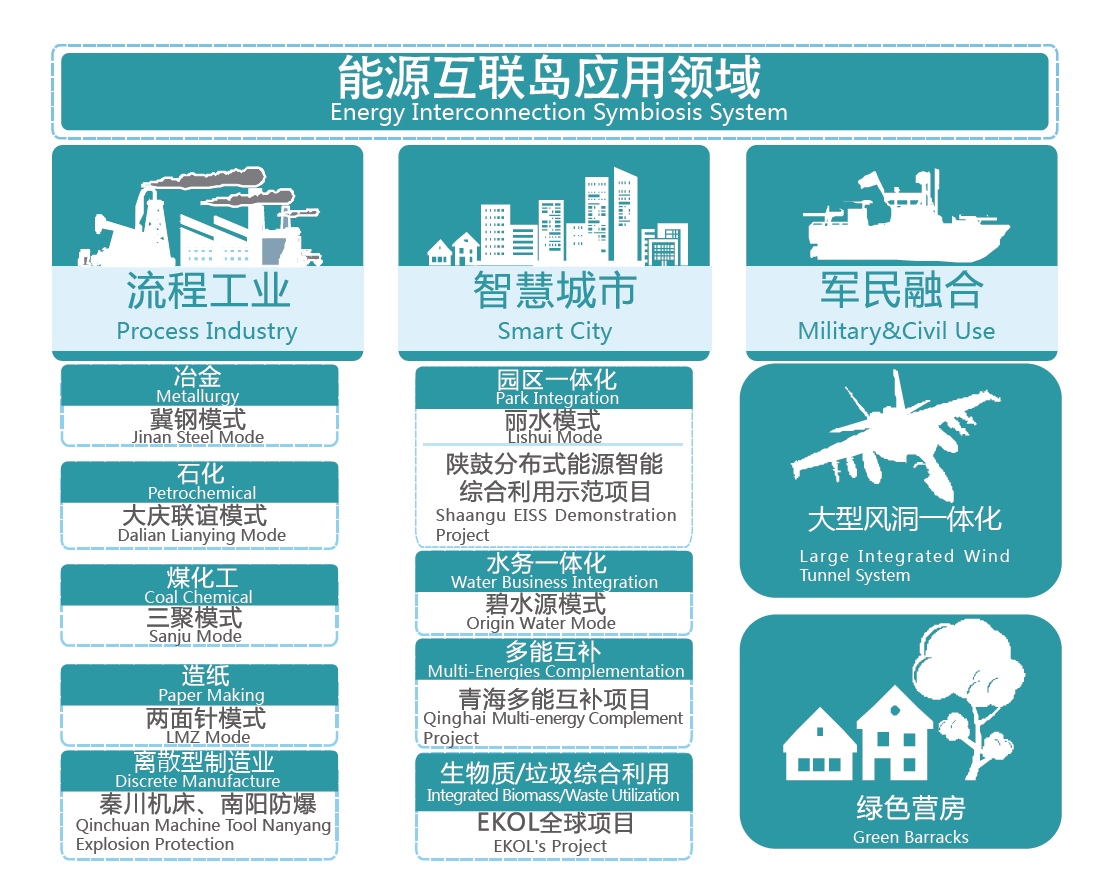 能源互联岛应用领域
Energy Interconnection Symbiosis System
流程工业
Process Industry
冶金
Metallurgy
冀钢模式
Jinan Steel Mode
石化
Petrochemical
大庆联谊模式
Dalian Lianying Mode
煤化工
Coal Chemical
三聚模式
Sanju Mode
造纸
Paper Making
两面针模式
LMZ Mode
离散型制造业
Discrete Manufacture
秦川机床、南阳防爆
Qinchuan Machine Tool Nanyang
Explosion Protection
智慧城市
Smart City
园区一体化
Park Integration
丽水模式
Lishui Mode
陕鼓分布式能源智能
综合利用示范项目
Shaangu EISS Demonstration
Project
水务一体化
Water Business Integration
碧水源模式
Origin Water Mode
多能互补
Multi-Energies Complementation
青海多能互补项目
Qinghai Multi-energy Complement
Project
生物质/垃圾综合利用
Integrated Biomass/Waste Utilization
EKOL全球项目
EKOL's Project
军民融合
Military&Civil Use
大型风洞一体化
Large Integrated Wind
Tunnel System
绿色营房
Green Barracks